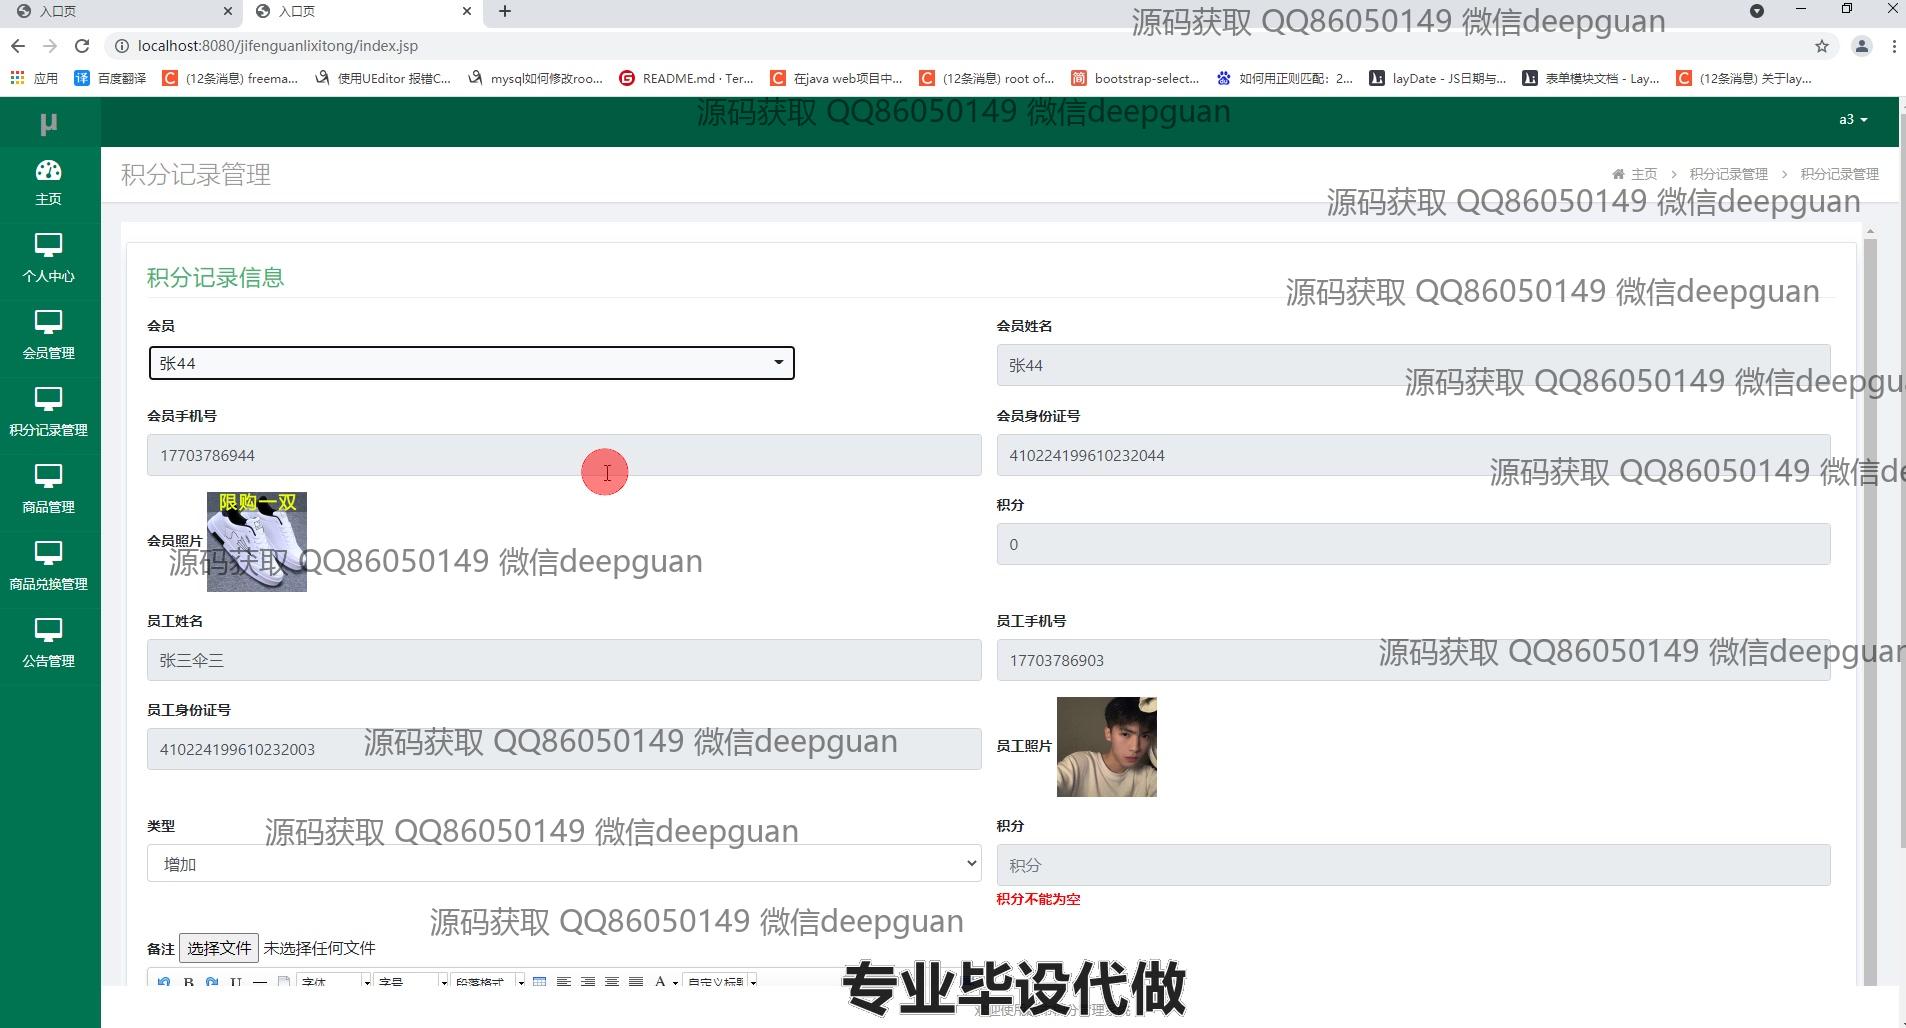 入口页
入口页
源码获取 QQ86050149 微信deepguan
localhost:8080/jifenguanlixitong/index.jsp
应用 百度翻译 (12条消息) freema... 使用UEditor 报错C... mysql如何修改roo... README.md · Ter... 在java web项目中... (12条消息) root of... bootstrap-select... 如何用正则匹配：2... layDate - JS日期与... 表单模块文档 - Lay... (12条消息) 关于lay...
μ
源码获取 QQ86050149 微信deepguan
a3
主页
个人中心
会员管理
积分记录管理
商品管理
商品兑换管理
公告管理
积分记录管理
主页 > 积分记录管理 > 积分记录管理
源码获取 QQ86050149 微信deepguan
积分记录信息
源码获取 QQ86050149 微信deepguan
会员
张44
会员姓名
张44
源码获取 QQ86050149 微信deepgu
会员手机号
17703786944
会员身份证号
410224199610232044
源码获取 QQ86050149 微信de
会员照片
限购一双
源码获取 QQ86050149 微信deepguan
积分
0
员工姓名
张三伞三
员工手机号
17703786903
源码获取 QQ86050149 微信deepguan
员工身份证号
410224199610232003
源码获取 QQ86050149 微信deepguan
员工照片
类型
源码获取 QQ86050149 微信deepguan
增加
积分
积分
积分不能为空
源码获取 QQ86050149 微信deepguan
备注 选择文件 未选择任何文件
B U 字体 字号 段落格式 A 自定义标题
专业毕设代做